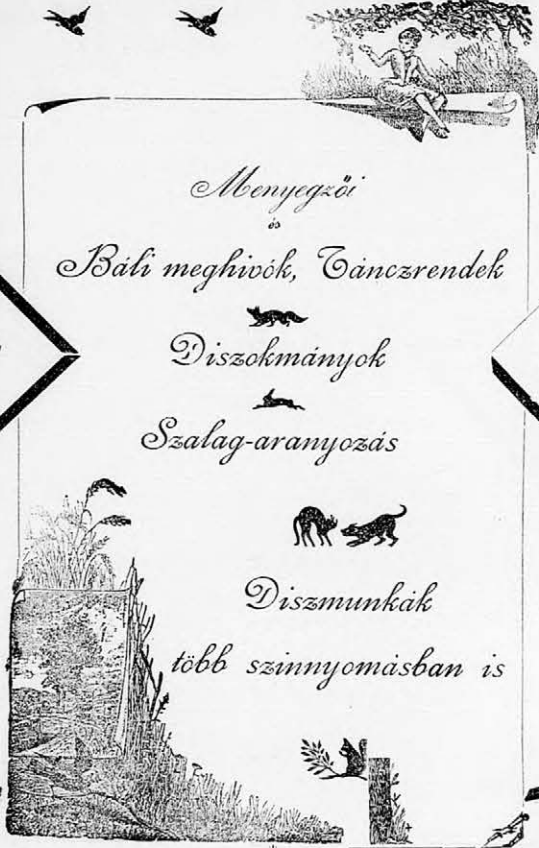 Menyegzői
és
Báli meghivók, Tánczrendek
Diszokmányok
Szalag-aranyozás
Diszmunkák
több szinnyomásban is